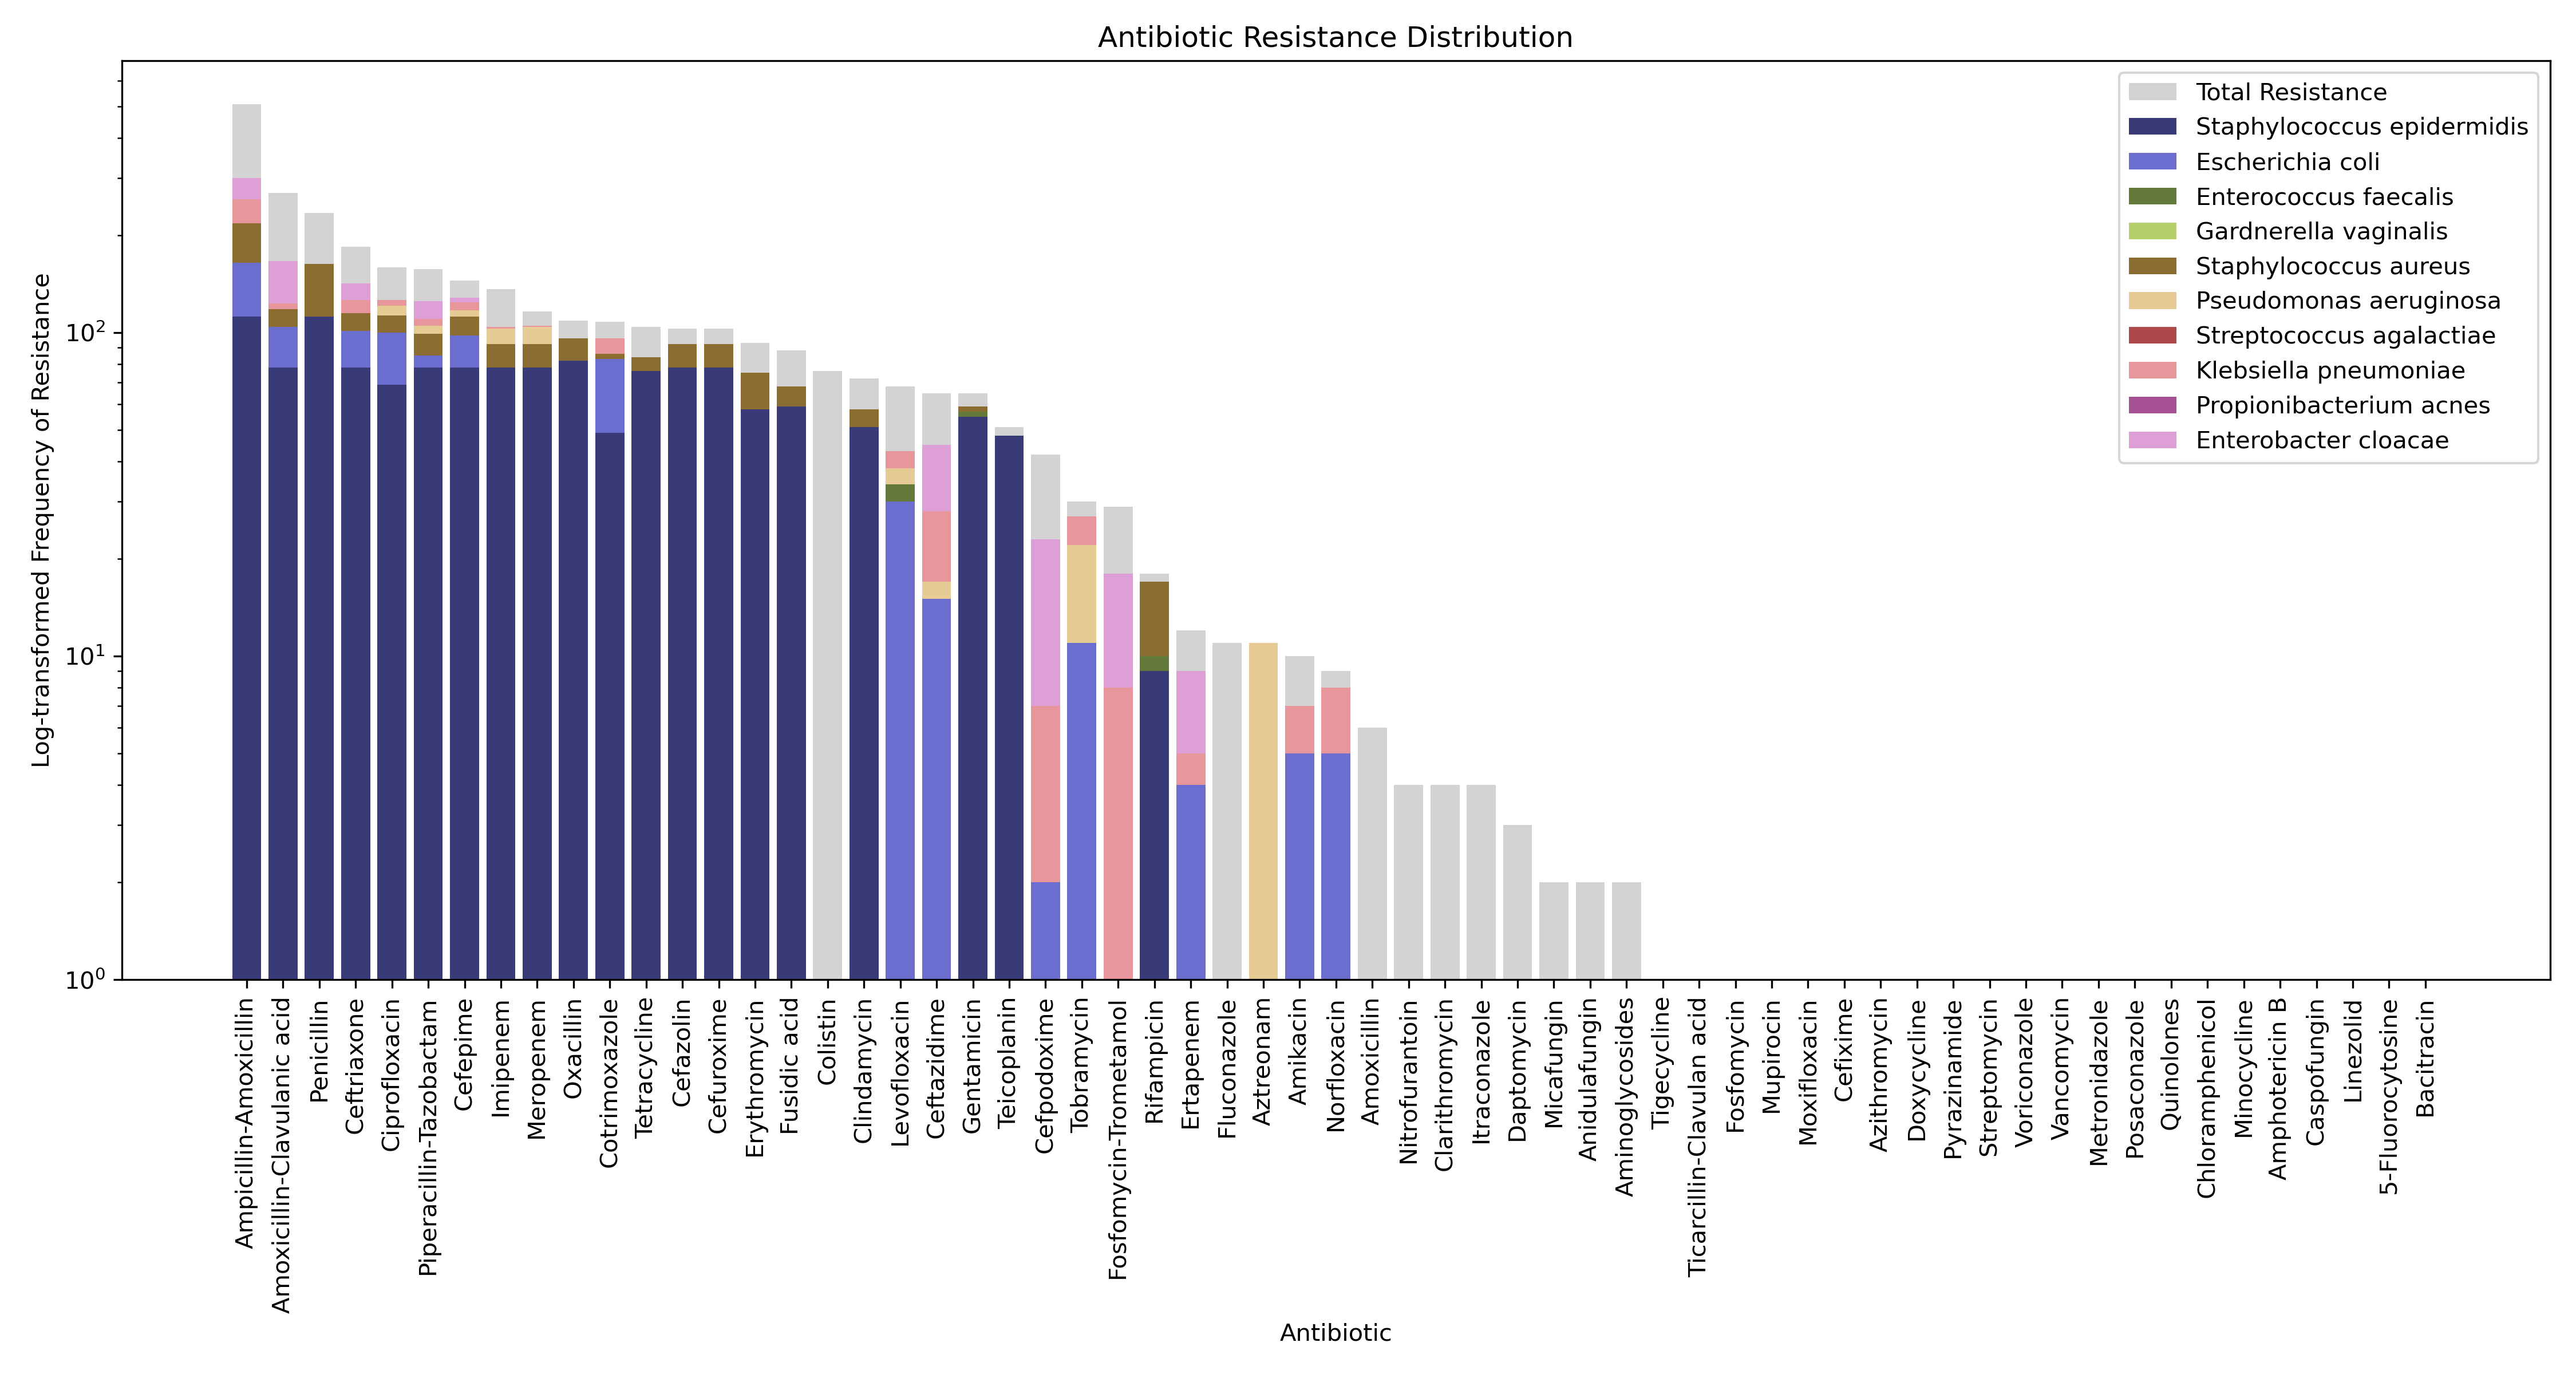 Antibiotic Resistance Distribution
Log-transformed Frequency of Resistance
10²
10¹
10⁰
Total Resistance
Staphylococcus epidermidis
Escherichia coli
Enterococcus faecalis
Gardnerella vaginalis
Staphylococcus aureus
Pseudomonas aeruginosa
Streptococcus agalactiae
Klebsiella pneumoniae
Propionibacterium acnes
Enterobacter cloacae
Ampicillin-Amoxicillin
Amoxicillin-Clavulanic acid
Penicillin
Ceftriaxone
Ciprofloxacin
Piperacillin-Tazobactam
Cefepime
Imipenem
Meropenem
Oxacillin
Cotrimoxazole
Tetracycline
Cefazolin
Cefuroxime
Erythromycin
Fusidic acid
Colistin
Clindamycin
Levofloxacin
Ceftazidime
Gentamicin
Teicoplanin
Cefpodoxime
Tobramycin
Fosfomycin-Trometamol
Rifampicin
Ertapenem
Fluconazole
Aztreonam
Amikacin
Norfloxacin
Amoxicillin
Nitrofurantoin
Clarithromycin
Itraconazole
Daptomycin
Micafungin
Anidulafungin
Aminoglycosides
Tigecycline
Ticarcillin-Clavulan acid
Fosfomycin
Mupirocin
Moxifloxacin
Cefixime
Azithromycin
Doxycycline
Pyrazinamide
Streptomycin
Voriconazole
Vancomycin
Metronidazole
Posaconazole
Quinolones
Chloramphenicol
Minocycline
Amphotericin B
Caspofungin
Linezolid
5-Fluorocytosine
Bacitracin
Antibiotic